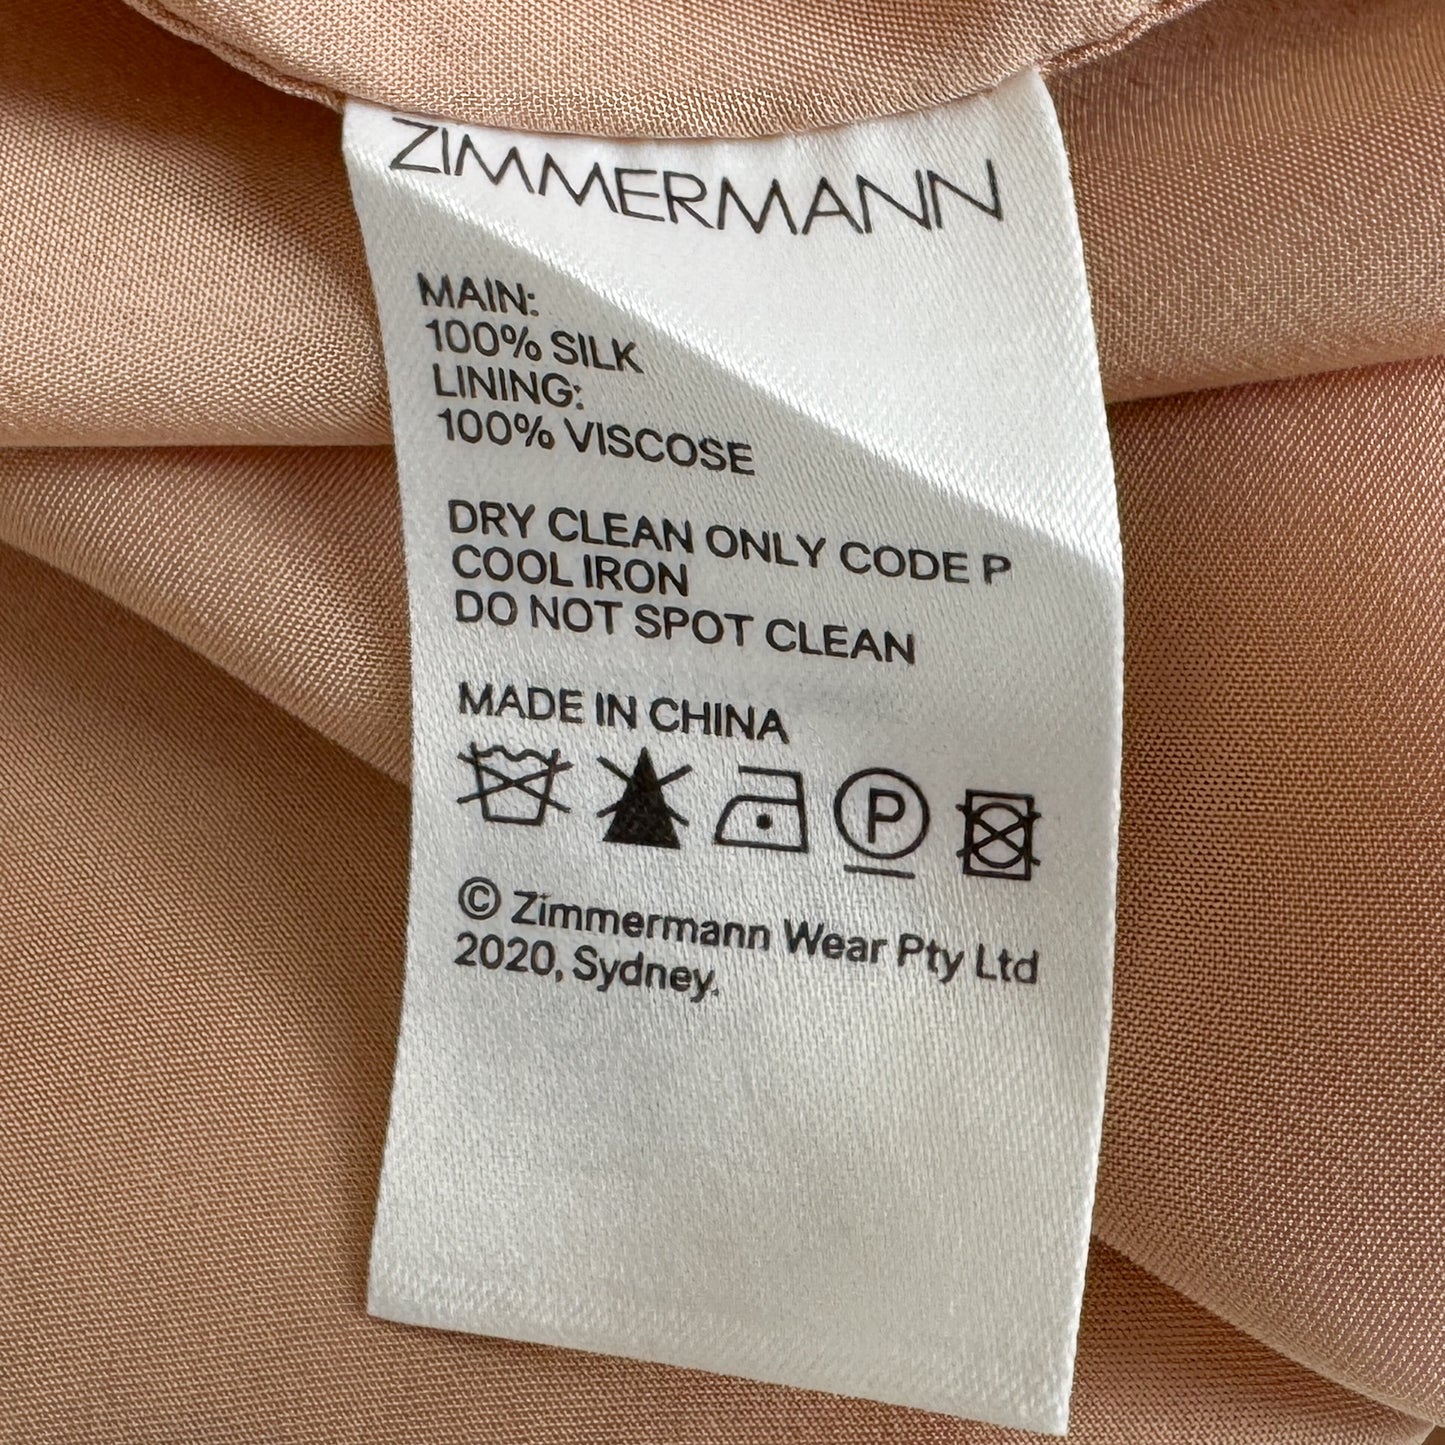 ZIMMERMANN
MAIN:
100% SILK
LINING:
100% VISCOSE
DRY CLEAN ONLY CODE P
COOL IRON
DO NOT SPOT CLEAN
MADE IN CHINA
P
© Zimmermann Wear Pty Ltd
2020, Sydney.